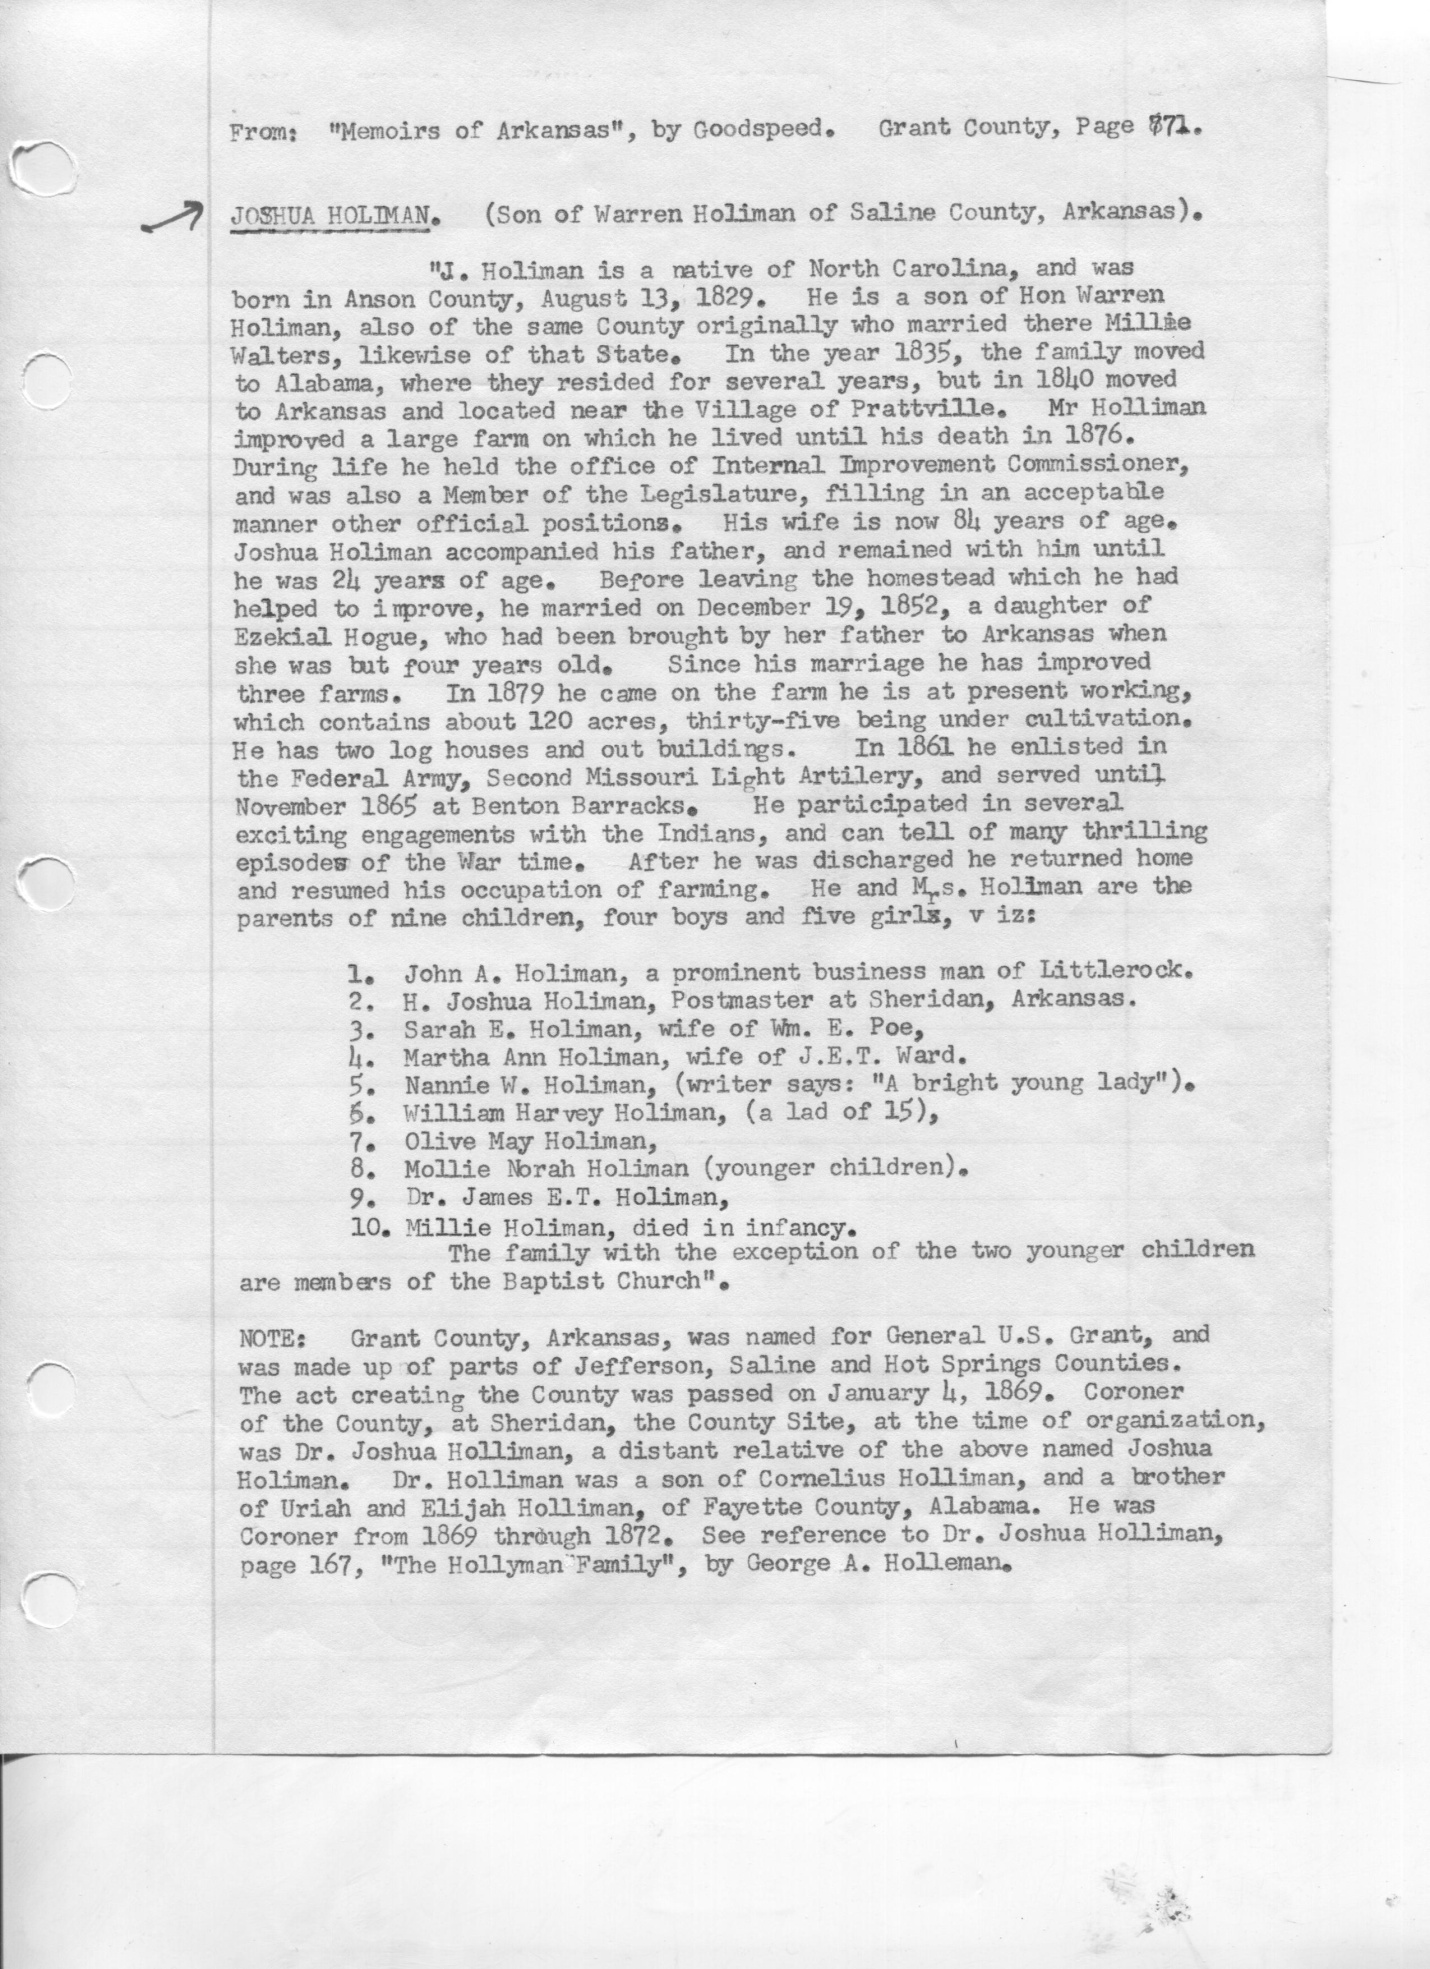 From: "Memoirs of Arkansas", by Goodspeed. Grant County, Page 71.
JOSHUA HOLIMAN. (Son of Warren Holiman of Saline County, Arkansas).
"J. Holiman is a native of North Carolina, and was
born in Anson County, August 13, 1829. He is a son of Hon Warren
Holiman, also of the same County originally who married there Millie
Walters, likewise of that State. In the year 1835, the family moved
to Alabama, where they resided for several years, but in 1840 moved
to Arkansas and located near the Village of Prattville. Mr Holliman
improved a large farm on which he lived until his death in 1876.
During life he held the office of Internal Improvement Commissioner,
and was also a Member of the Legislature, filling in an acceptable
manner other official positions. His wife is now 84 years of age.
Joshua Holiman accompanied his father, and remained with him until
he was 24 years of age. Before leaving the homestead which he had
helped to improve, he married on December 19, 1852, a daughter of
Ezekial Hogue, who had been brought by her father to Arkansas when
she was but four years old. Since his marriage he has improved
three farms. In 1879 he came on the farm he is at present working,
which contains about 120 acres, thirty-five being under cultivation.
He has two log houses and out buildings. In 1861 he enlisted in
the Federal Army, Second Missouri Light Artilery, and served until
November 1865 at Benton Barracks. He participated in several
exciting engagements with the Indians, and can tell of many thrilling
episodes of the War time. After he was discharged he returned home
and resumed his occupation of farming. He and Mrs. Holiman are the
parents of nine children, four boys and five girls, v iz:
1. John A. Holiman, a prominent business man of Littlerock.
2. H. Joshua Holiman, Postmaster at Sheridan, Arkansas.
3. Sarah E. Holiman, wife of Wm. E. Poe,
4. Martha Ann Holiman, wife of J.E.T. Ward.
5. Nannie W. Holiman, (writer says: "A bright young lady").
6. William Harvey Holiman, (a lad of 15),
7. Olive May Holiman,
8. Mollie Norah Holiman (younger children).
9. Dr. James E.T. Holiman,
10. Millie Holiman, died in infancy.
The family with the exception of the two younger children
are members of the Baptist Church".
NOTE: Grant County, Arkansas, was named for General U.S. Grant, and
was made up of parts of Jefferson, Saline and Hot Springs Counties.
The act creating the County was passed on January 4, 1869. Coroner
of the County, at Sheridan, the County Site, at the time of organization,
was Dr. Joshua Holliman, a distant relative of the above named Joshua
Holiman. Dr. Holliman was a son of Cornelius Holliman, and a brother
of Uriah and Elijah Holliman, of Fayette County, Alabama. He was
Coroner from 1869 through 1872. See reference to Dr. Joshua Holliman,
page 167, "The Hollyman Family", by George A. Holleman.